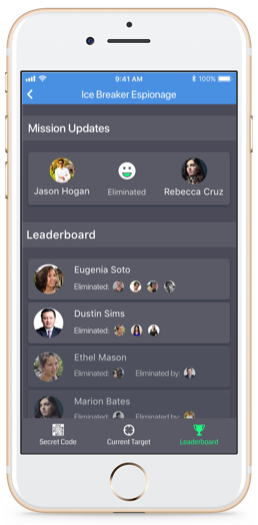 9:41 AM
100%
Ice Breaker Espionage
Mission Updates
Jason Hogan
Eliminated
Rebecca Cruz
Leaderboard
Eugenia Soto
Eliminated:
Dustin Sims
Eliminated:
Ethel Mason
Eliminated: Eliminated by:
Marion Bates
Eliminated: Eliminated by:
Secret Code
Current Target
Leaderboard